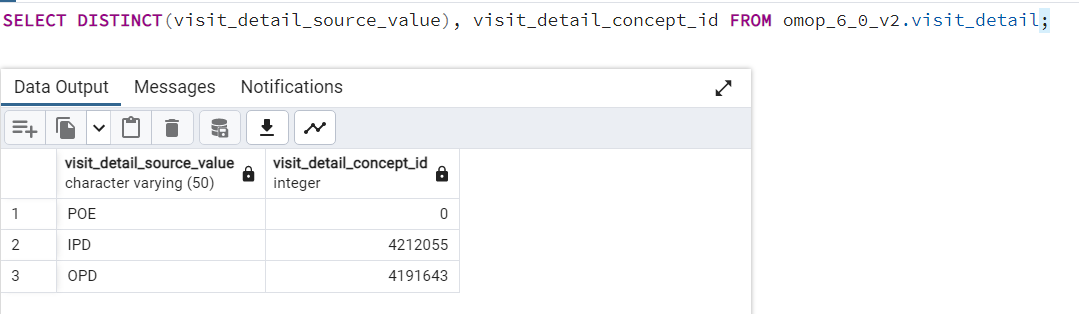 SELECT DISTINCT(visit_detail_source_value), visit_detail_concept_id FROM omop_6_0_v2.visit_detail;
Data Output Messages Notifications
visit_detail_source_value visit_detail_concept_id
character varying (50) integer
1 POE 0
2 IPD 4212055
3 OPD 4191643